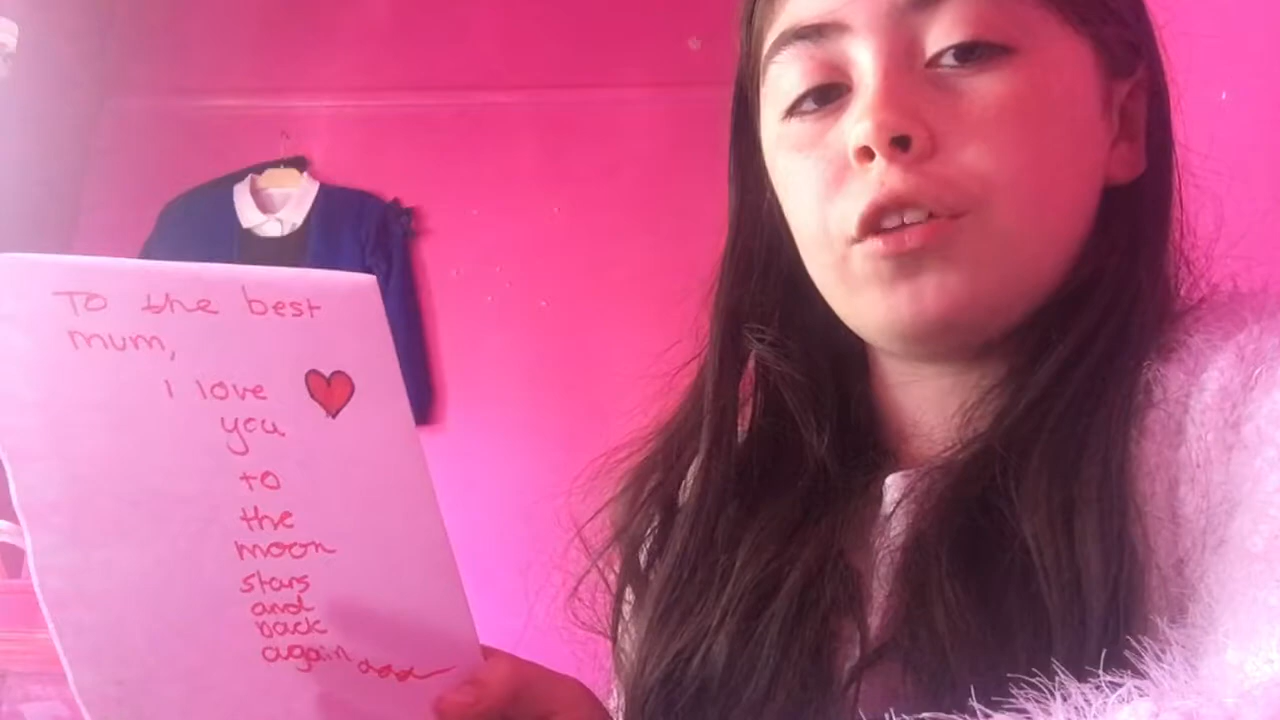 To the best
mum,
I love
you
to
the
moon
stars
and
back
again